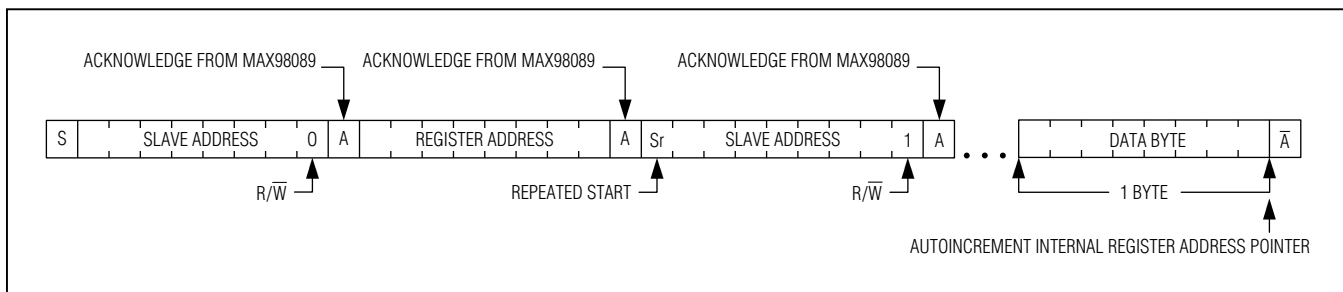 ACKNOWLEDGE FROM MAX98089 ACKNOWLEDGE FROM MAX98089 ACKNOWLEDGE FROM MAX98089
S SLAVE ADDRESS 0 A REGISTER ADDRESS A Sr SLAVE ADDRESS 1 A ... DATA BYTE A̅
R/W̅ REPEATED START R/W̅ 1 BYTE
AUTOINCREMENT INTERNAL REGISTER ADDRESS POINTER